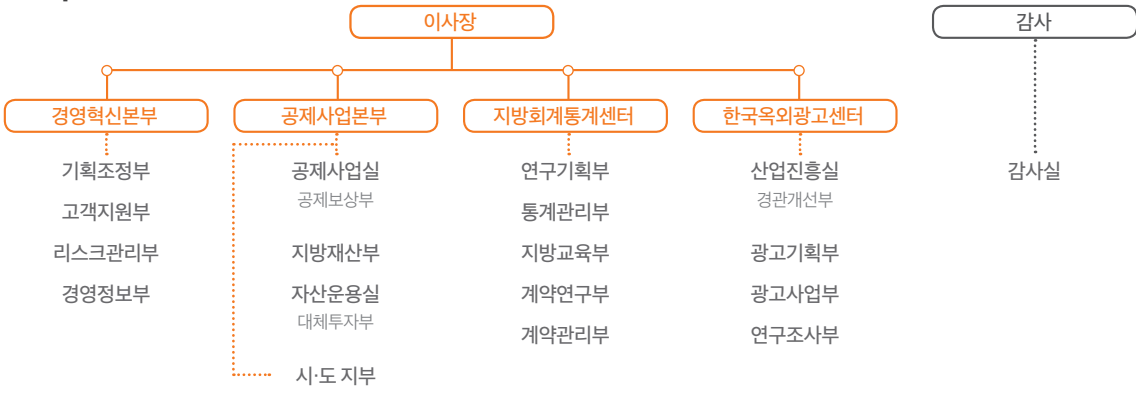 이사장
감사
경영혁신본부
공제사업본부
지방회계통계센터
한국옥외광고센터
기획조정부
고객지원부
리스크관리부
경영정보부
공제사업실
공제보상부
지방재산부
자산운용실
대체투자부
시·도 지부
연구기획부
통계관리부
지방교육부
계약연구부
계약관리부
산업진흥실
경관개선부
광고기획부
광고사업부
연구조사부
감사실